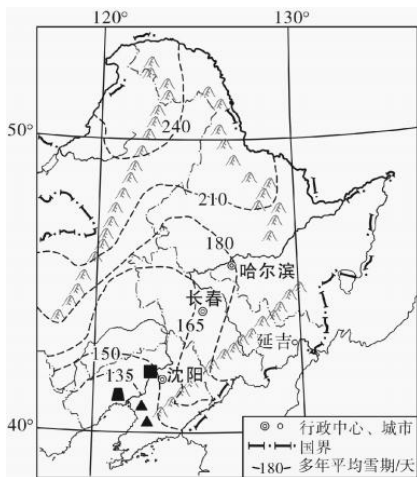 120° 130°
50°
240
210
180
哈尔滨
长春
165
延吉
150
135 沈阳
40°
行政中心、城市
国界
-180- 多年平均雪期/天